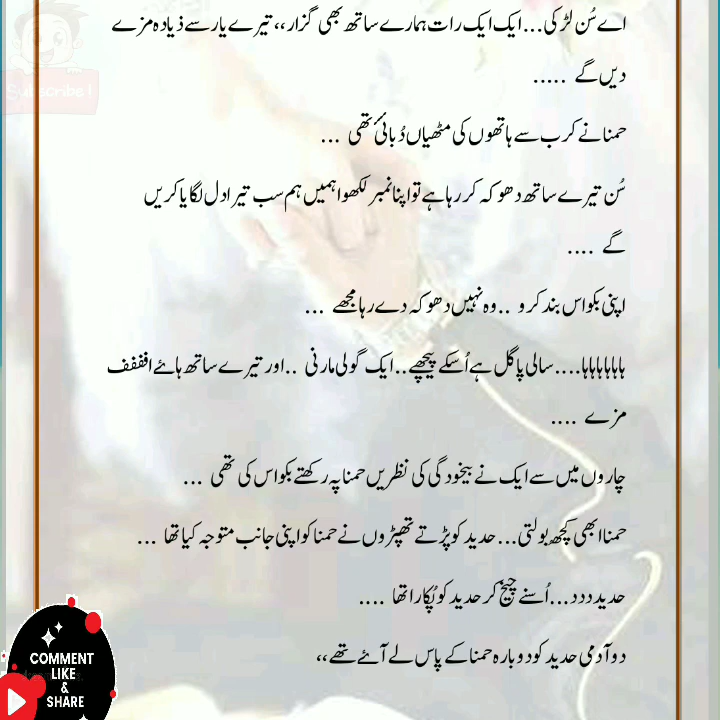 اے سُن لڑکی...ایک ایک رات ہمارے ساتھ بھی گزار،، تیرے یار سے ذیادہ مزے
دیں گے .....
حمنا نے کرب سے ہاتھوں کی مٹھیاں دُبائیٔ تھی ...
سُن تیرے ساتھ دھوکہ کر رہا ہے تو اپنا نمبر لکھوا ہمیں ہم سب تیرا دل لگایا کریں
گے ....
اپنی بکواس بند کرو ..وہ نہیں دھوکہ دے رہا مجھے ...
ہاہاہاہاہا....سالی پاگل ہے اُسکے پیچھے..ایک گولی مارنی ..اور تیرے ساتھ ہائے افففف
مزے ....
چاروں میں سے ایک نے بیخودگی کی نظریں حمنا پہ رکھتے بکواس کی تھی ...
حمنا ابھی کچھ بولتی...حدید کو پڑتے تھپڑوں نے حمنا کو اپنی جانب متوجہ کیا تھا ...
حدیدددد...اُسنے چیخ کر حدید کو پُکارا تھا ....
دو آدمی حدید کو دوبارہ حمنا کے پاس لے آئے تھے،،
Subscribe!
COMMENT
LIKE
&
SHARE